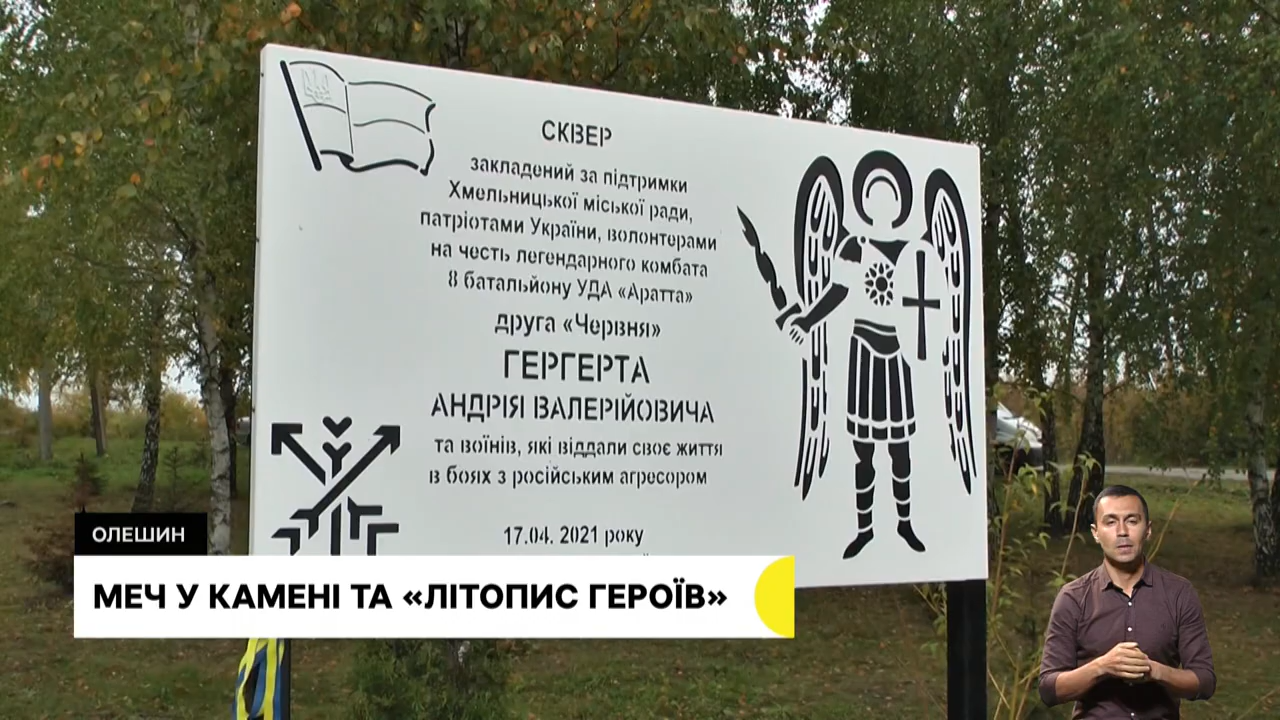 СКВЕР
закладений за підтримки
Хмельницької міської ради,
патріотами України, волонтерами
на честь легендарного комбата
8 батальйону УДА «Аратта»
друга «Червня»
ГЕРГЕРТА
АНДРІЯ ВАЛЕРІЙОВИЧА
та воїнів, які віддали своє життя
в боях з російським агресором
17.04. 2021 року
ОЛЕШИН
МЕЧ У КАМЕНІ ТА «ЛІТОПИС ГЕРОЇВ»